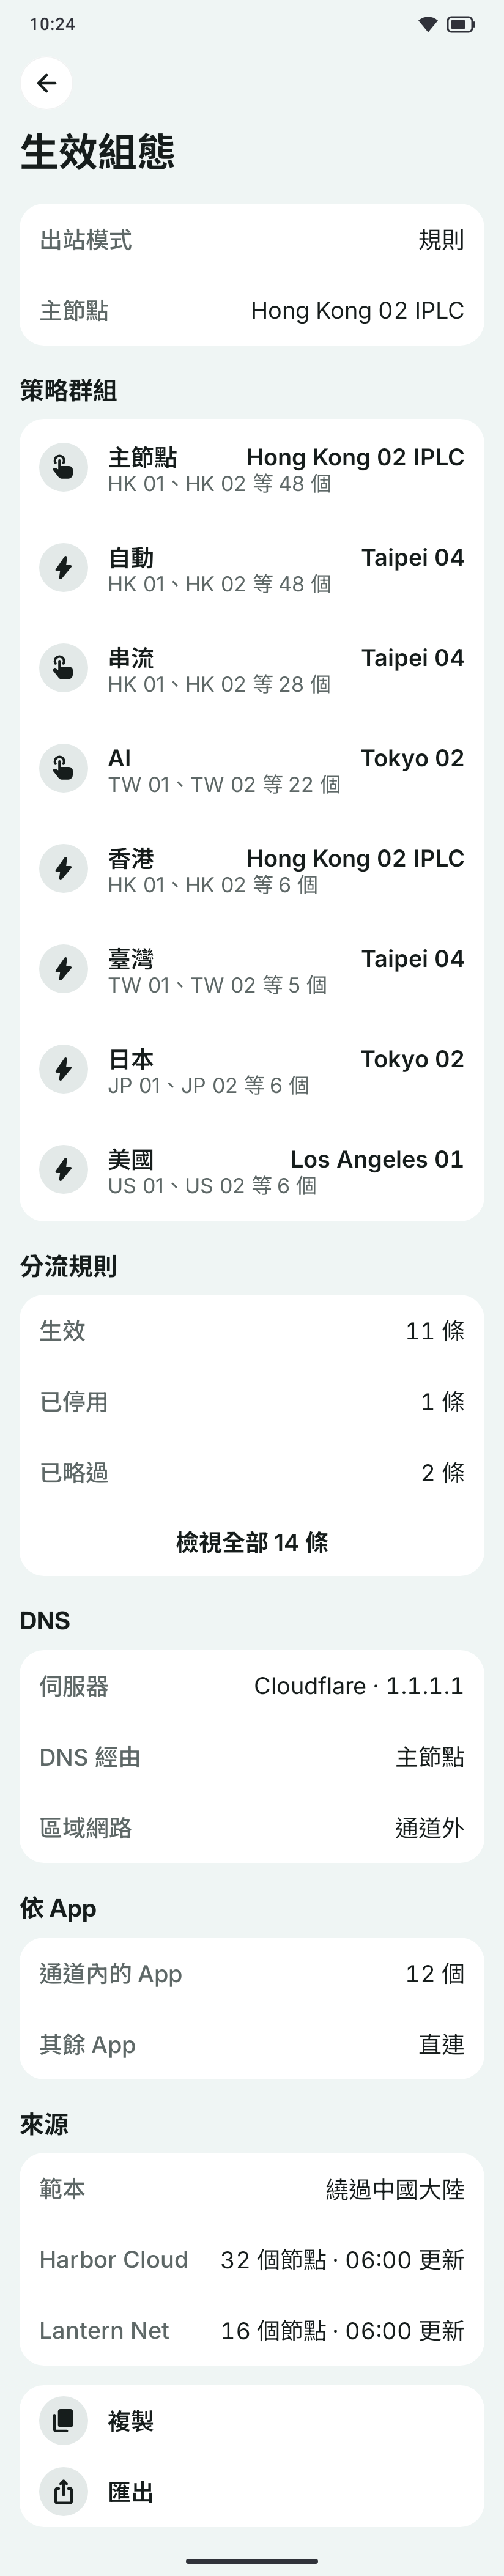 10:24
生效組態
出站模式 規則
主節點 Hong Kong 02 IPLC
策略群組
主節點 Hong Kong 02 IPLC
HK 01、HK 02 等 48 個
自動 Taipei 04
HK 01、HK 02 等 48 個
串流 Taipei 04
HK 01、HK 02 等 28 個
AI Tokyo 02
TW 01、TW 02 等 22 個
香港 Hong Kong 02 IPLC
HK 01、HK 02 等 6 個
臺灣 Taipei 04
TW 01、TW 02 等 5 個
日本 Tokyo 02
JP 01、JP 02 等 6 個
美國 Los Angeles 01
US 01、US 02 等 6 個
分流規則
生效 11 條
已停用 1 條
已略過 2 條
檢視全部 14 條
DNS
伺服器 Cloudflare · 1.1.1.1
DNS 經由 主節點
區域網路 通道外
依 App
通道內的 App 12 個
其餘 App 直連
來源
範本 繞過中國大陸
Harbor Cloud 32 個節點 · 06:00 更新
Lantern Net 16 個節點 · 06:00 更新
複製
匯出